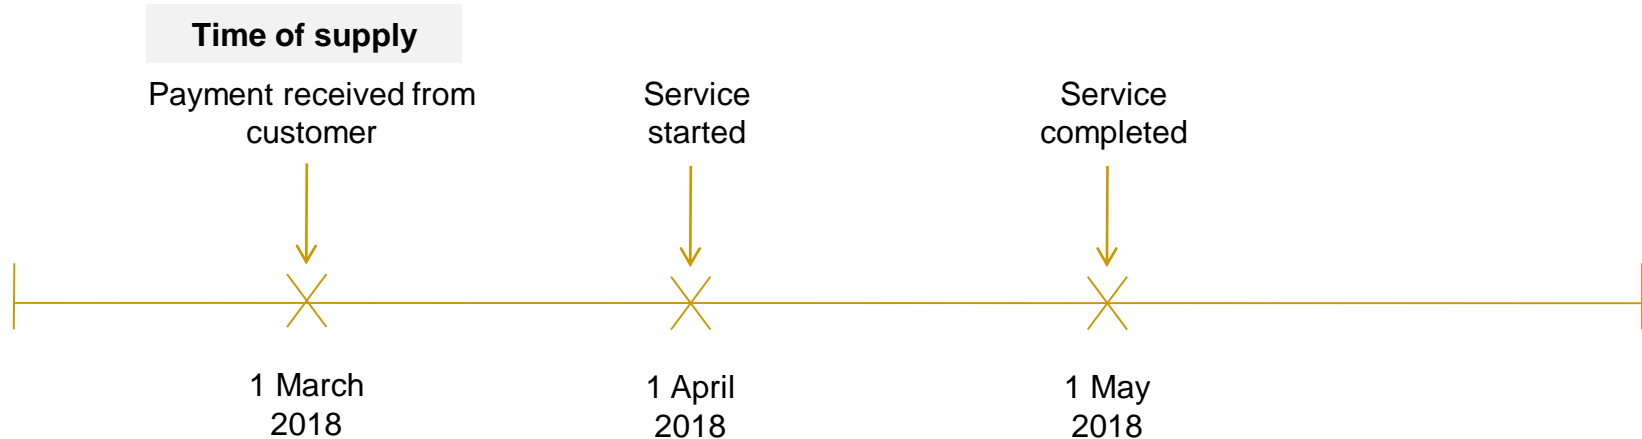 Time of supply
Payment received from
customer
Service
started
Service
completed
1 March
2018
1 April
2018
1 May
2018